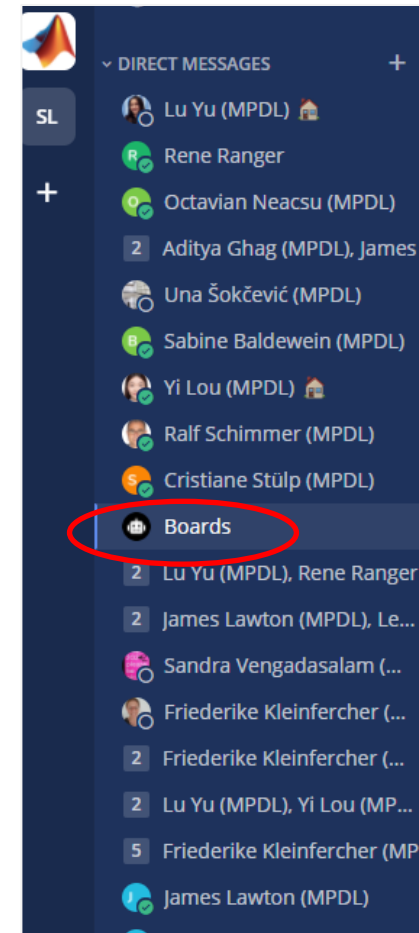 DIRECT MESSAGES +
SL
+
Lu Yu (MPDL)
R Rene Ranger
O Octavian Neacsu (MPDL)
2 Aditya Ghag (MPDL), James
Una Šokčević (MPDL)
B Sabine Baldewein (MPDL)
Yi Lou (MPDL)
Ralf Schimmer (MPDL)
S Cristiane Stülp (MPDL)
Boards
2 Lu Yu (MPDL), Rene Ranger
2 James Lawton (MPDL), Le...
Sandra Vengadasalam (...
Friederike Kleinfercher (...
2 Friederike Kleinfercher (...
2 Lu Yu (MPDL), Yi Lou (MP...
5 Friederike Kleinfercher (MP
J James Lawton (MPDL)